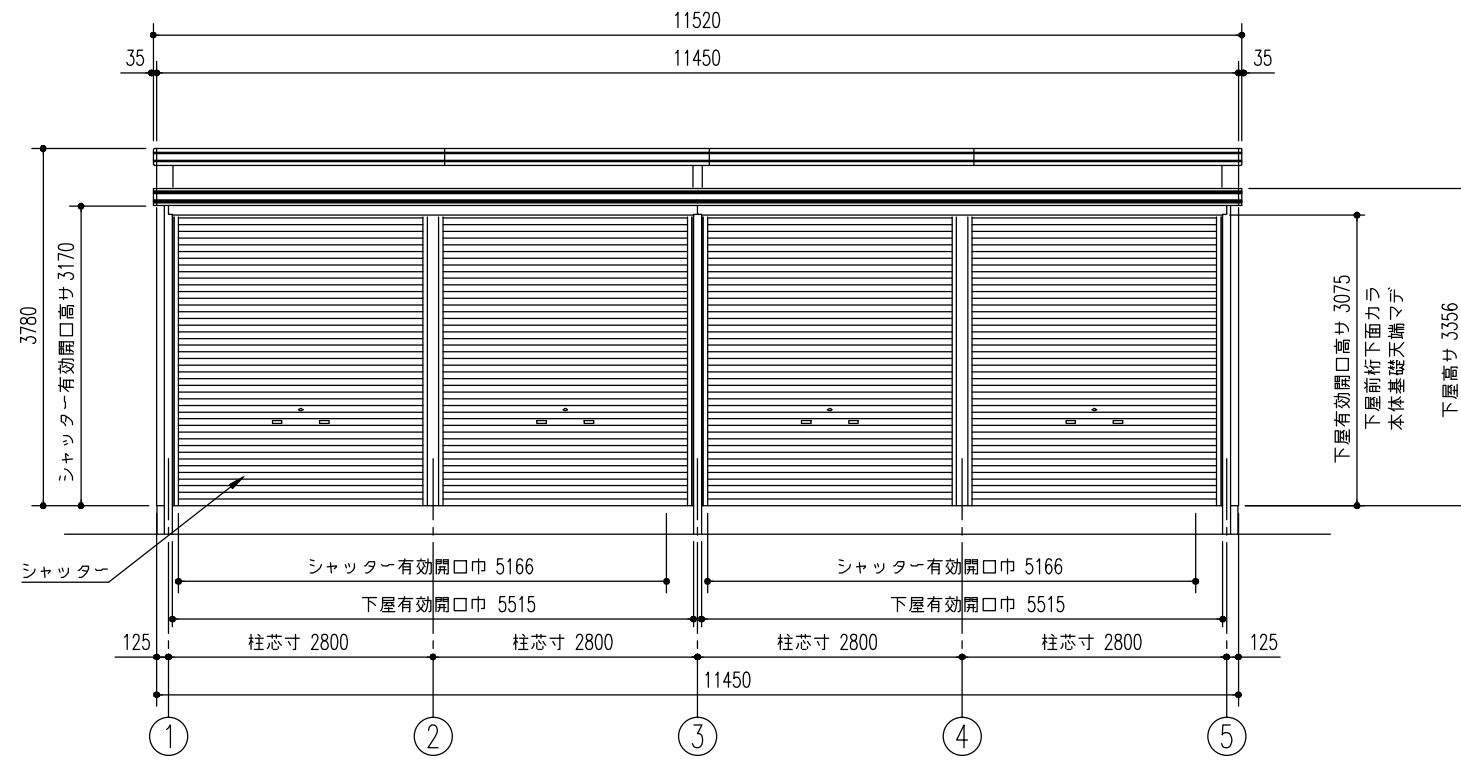 11520
35
11450
35
3780
シャッター有効開口高サ 3170
下屋有効開口高サ 3075
下屋前桁下面カラ
本体基礎天端マデ
下屋高サ 3356
シャッター
シャッター有効開口巾 5166
シャッター有効開口巾 5166
下屋有効開口巾 5515
下屋有効開口巾 5515
125
柱芯寸 2800
柱芯寸 2800
柱芯寸 2800
柱芯寸 2800
125
11450
1
2
3
4
5